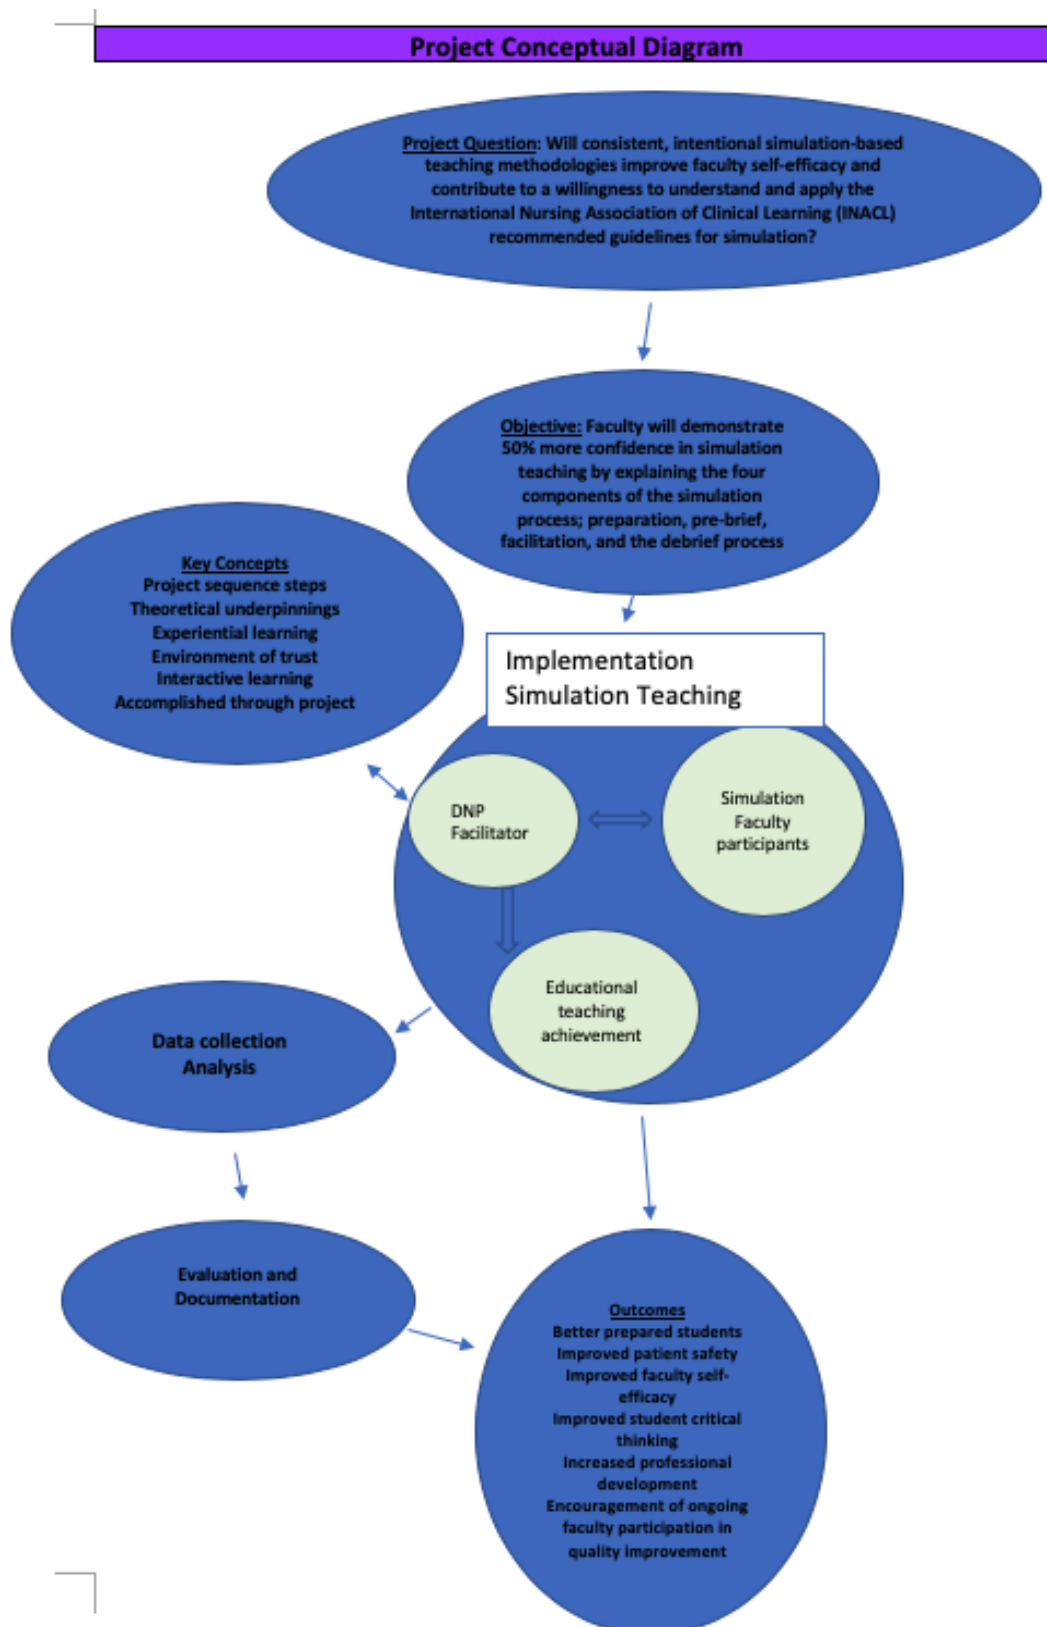 Project Conceptual Diagram
Project Question: Will consistent, intentional simulation-based
teaching methodologies improve faculty self-efficacy and
contribute to a willingness to understand and apply the
International Nursing Association of Clinical Learning (INACL)
recommended guidelines for simulation?
Objective: Faculty will demonstrate
50% more confidence in simulation
teaching by explaining the four
components of the simulation
process; preparation, pre-brief,
facilitation, and the debrief process
Key Concepts
Project sequence steps
Theoretical underpinnings
Experiential learning
Environment of trust
Interactive learning
Accomplished through project
Implementation
Simulation Teaching
DNP
Facilitator
Simulation
Faculty
participants
Educational
teaching
achievement
Data collection
Analysis
Evaluation and
Documentation
Outcomes
Better prepared students
Improved patient safety
Improved faculty self-
efficacy
Improved student critical
thinking
Increased professional
development
Encouragement of ongoing
faculty participation in
quality improvement